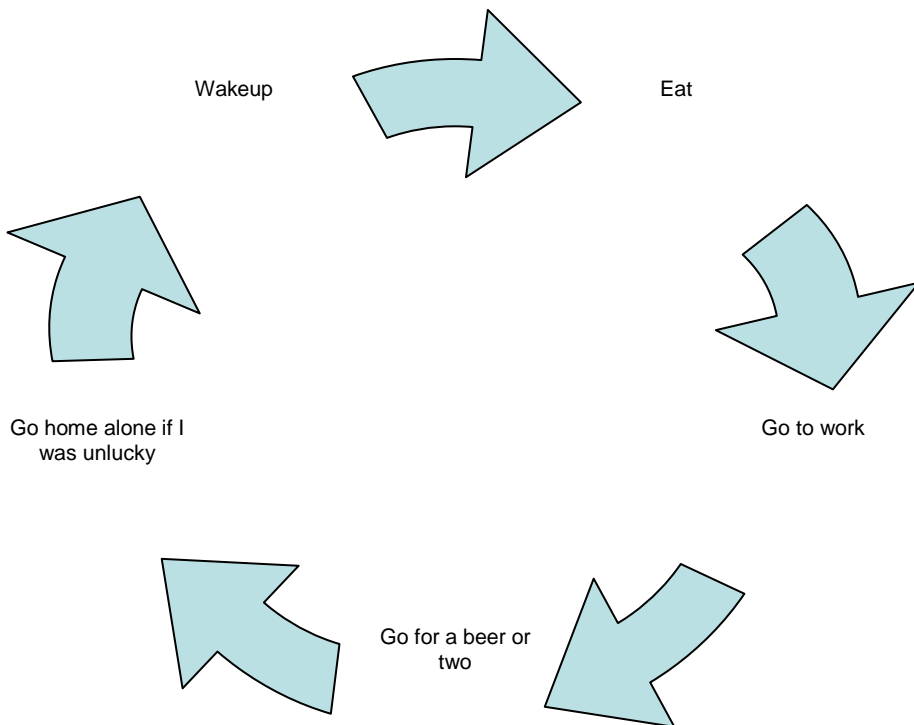 Wakeup
Eat
Go to work
Go for a beer or
two
Go home alone if I
was unlucky